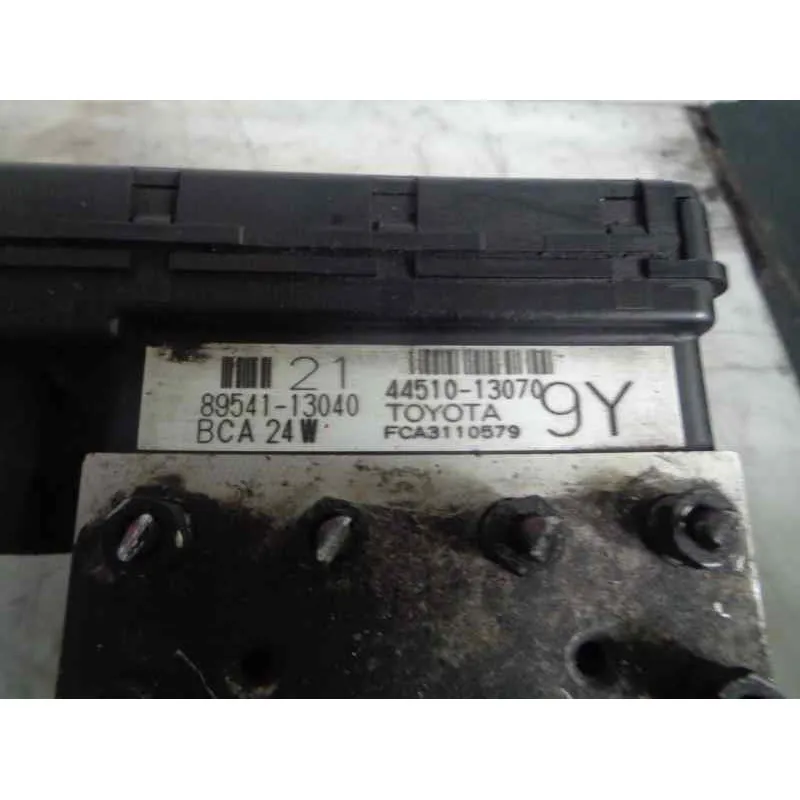 21
89541-13040
BCA 24W
44510-13070
TOYOTA
FCA3110579
9Y